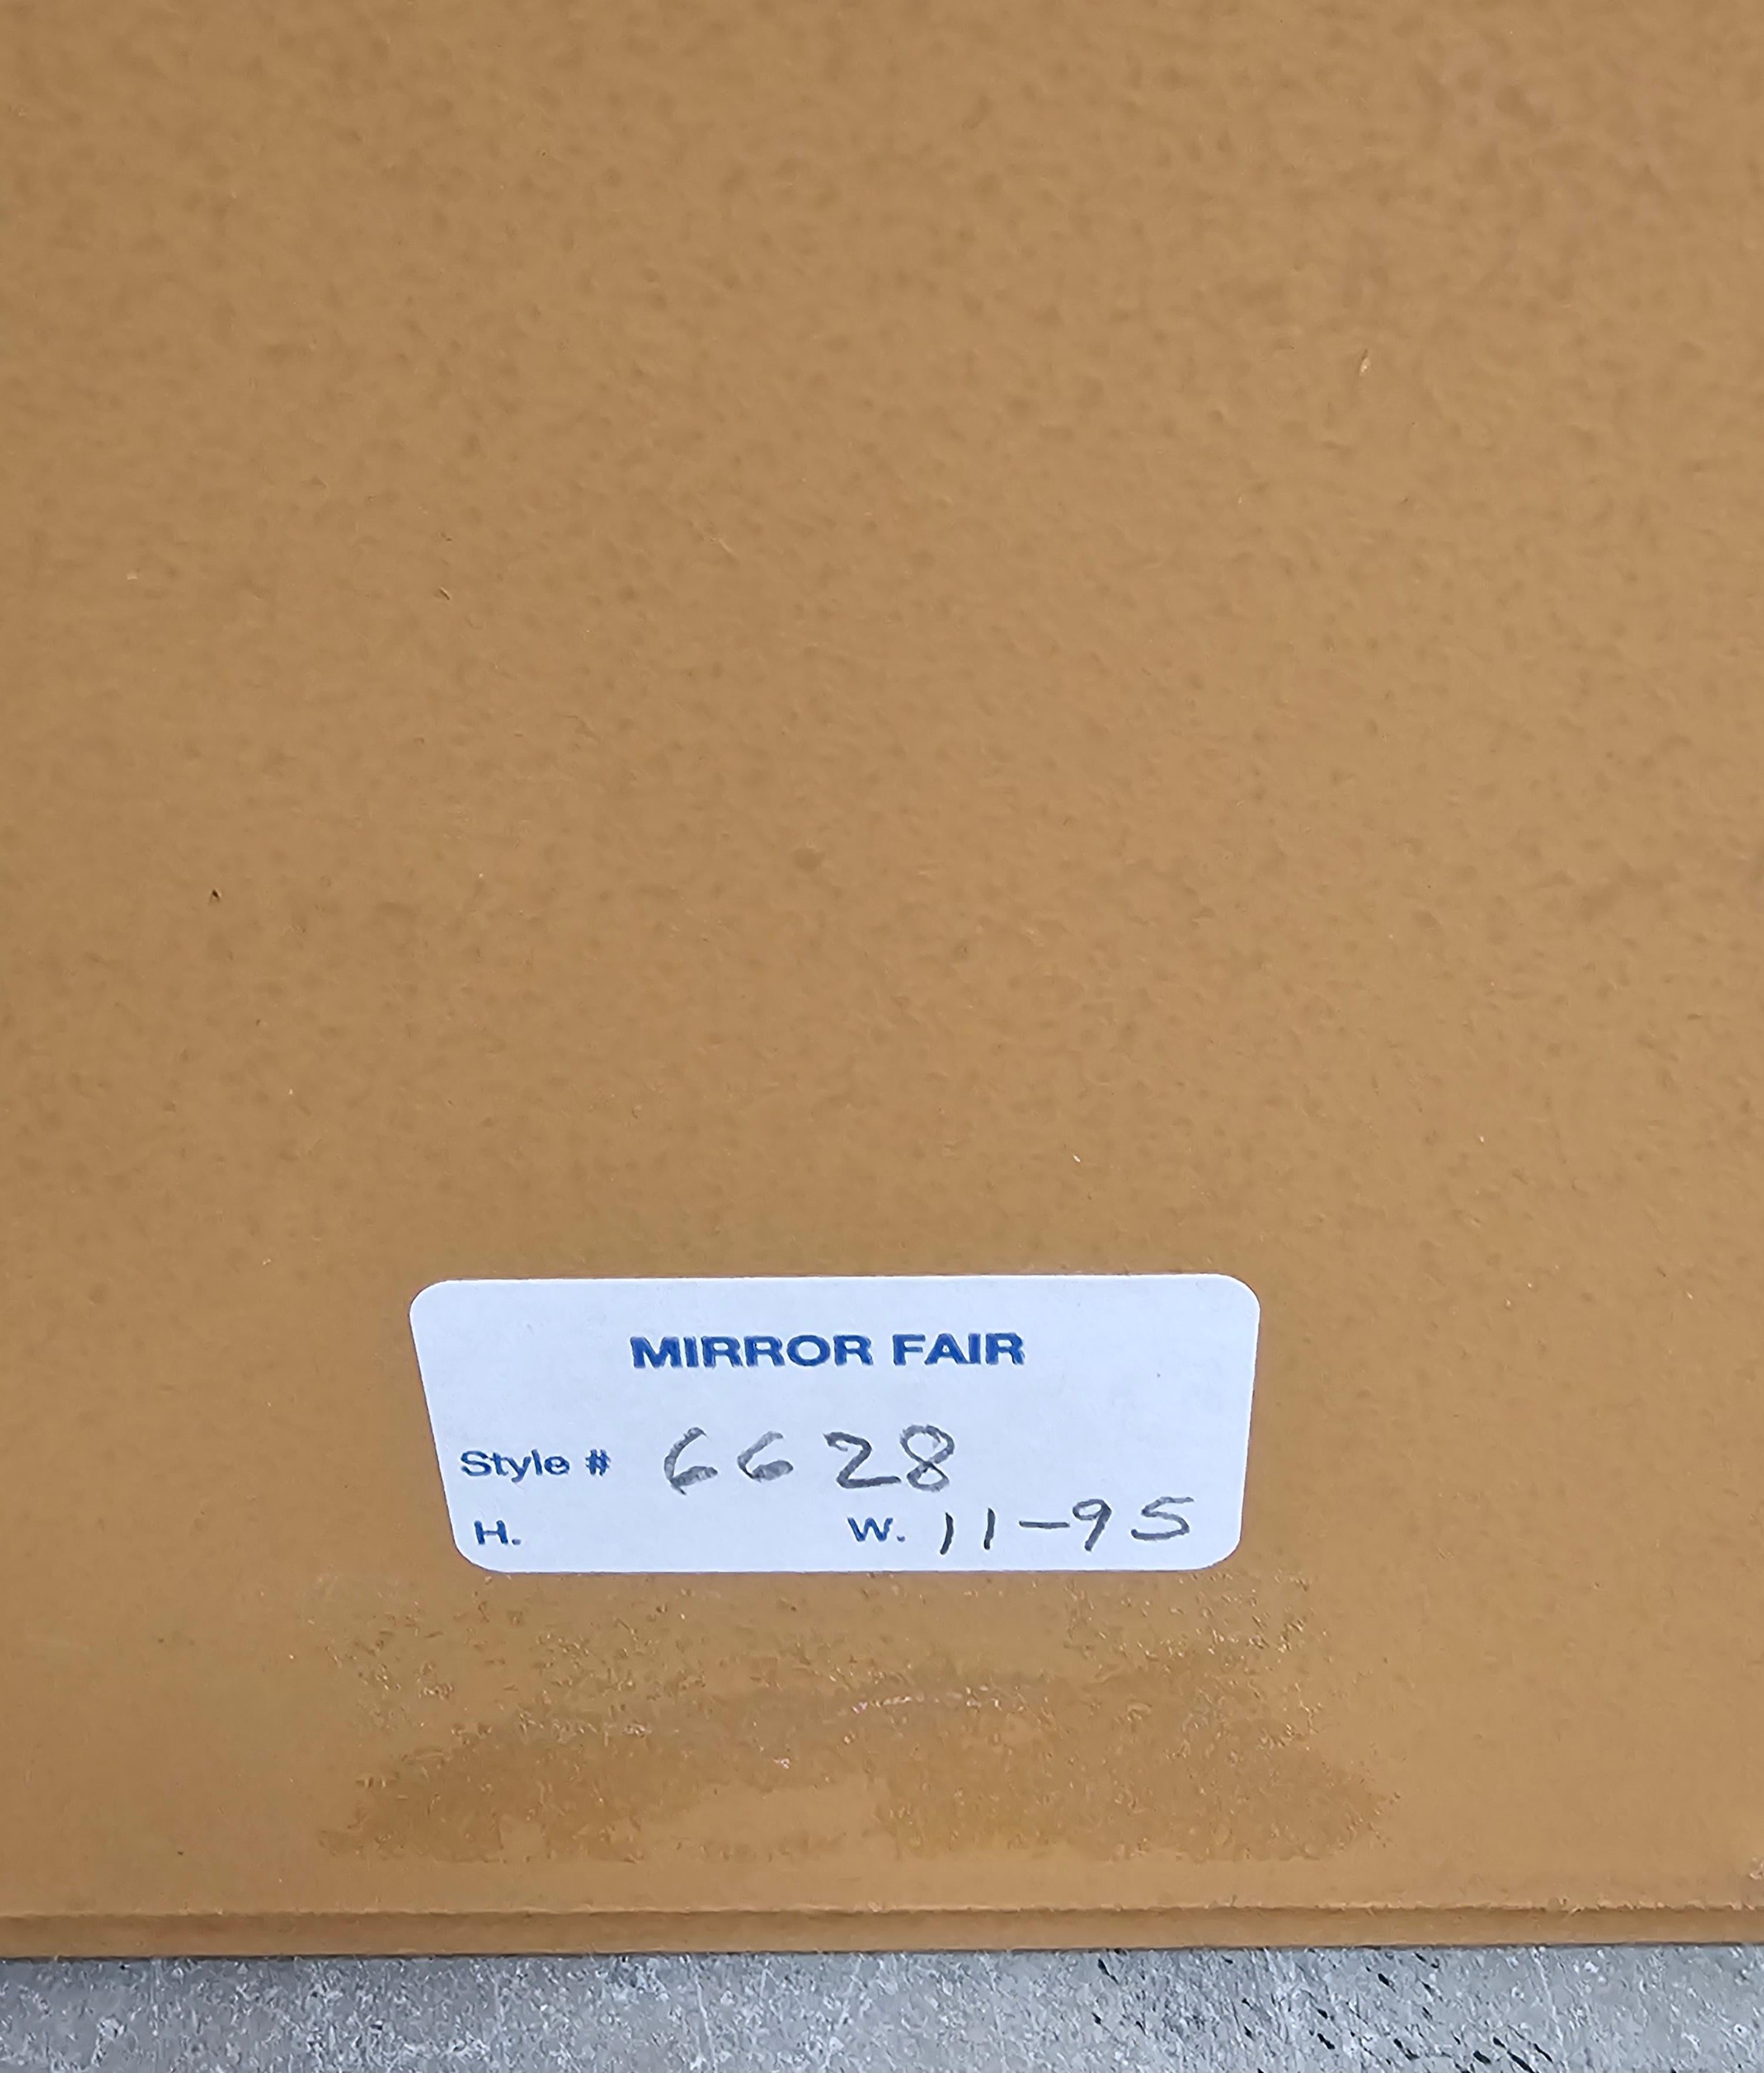 MIRROR FAIR
Style # 6628
H. W. 11-95